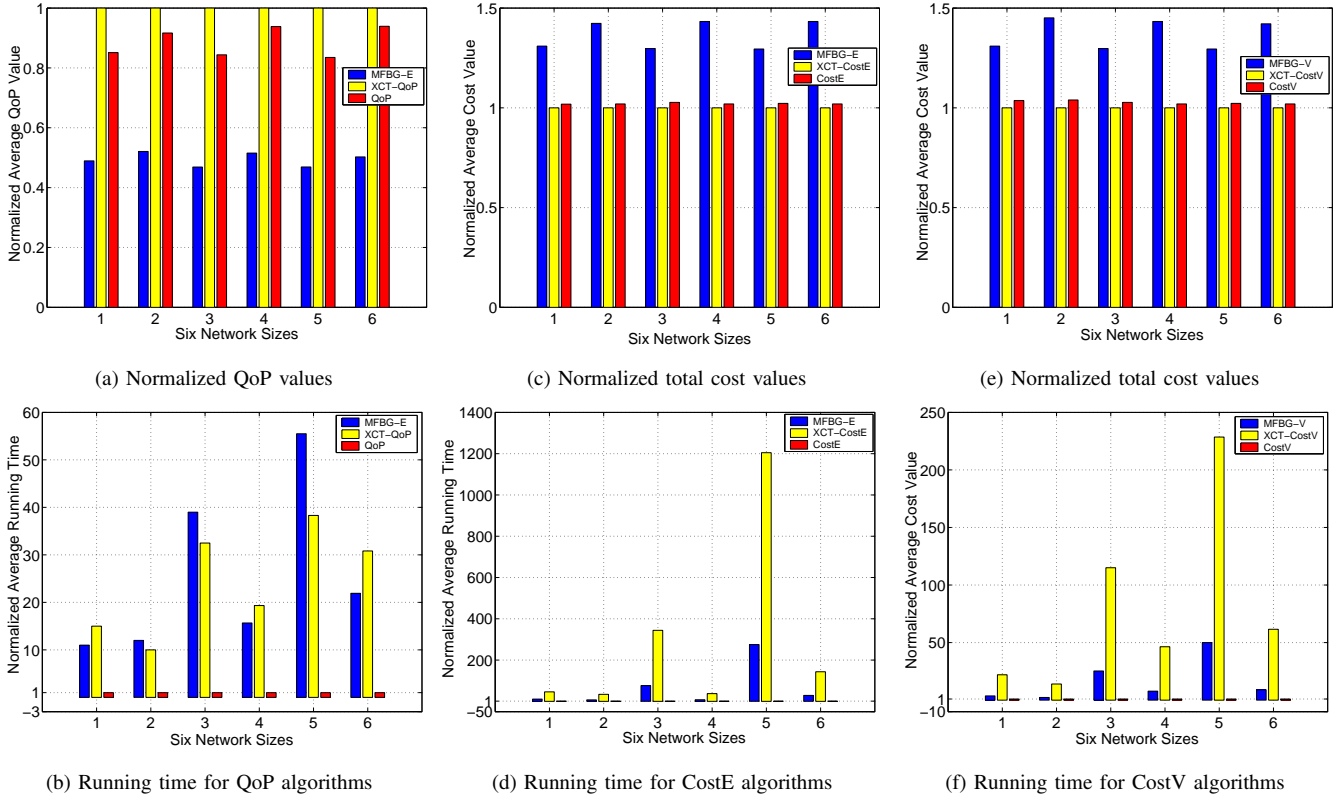 Normalized Average QoP Value
1
0.8
0.6
0.4
0.2
0
MFBG-E
XCT-QoP
QoP
1 2 3 4 5 6
Six Network Sizes
(a) Normalized QoP values
Normalized Average Cost Value
1.5
1
0.5
0
MFBG-E
XCT-CostE
CostE
1 2 3 4 5 6
Six Network Sizes
(c) Normalized total cost values
Normalized Average Cost Value
1.5
1
0.5
0
MFBG-V
XCT-CostV
CostV
1 2 3 4 5 6
Six Network Sizes
(e) Normalized total cost values
Normalized Average Running Time
60
50
40
30
20
10
1
-3
MFBG-E
XCT-QoP
QoP
1 2 3 4 5 6
Six Network Sizes
(b) Running time for QoP algorithms
Normalized Average Running Time
1400
1200
1000
800
600
400
200
1
-50
MFBG-E
XCT-CostE
CostE
1 2 3 4 5 6
Six Network Sizes
(d) Running time for CostE algorithms
Normalized Average Cost Value
250
200
150
100
50
1
-10
MFBG-V
XCT-CostV
CostV
1 2 3 4 5 6
Six Network Sizes
(f) Running time for CostV algorithms